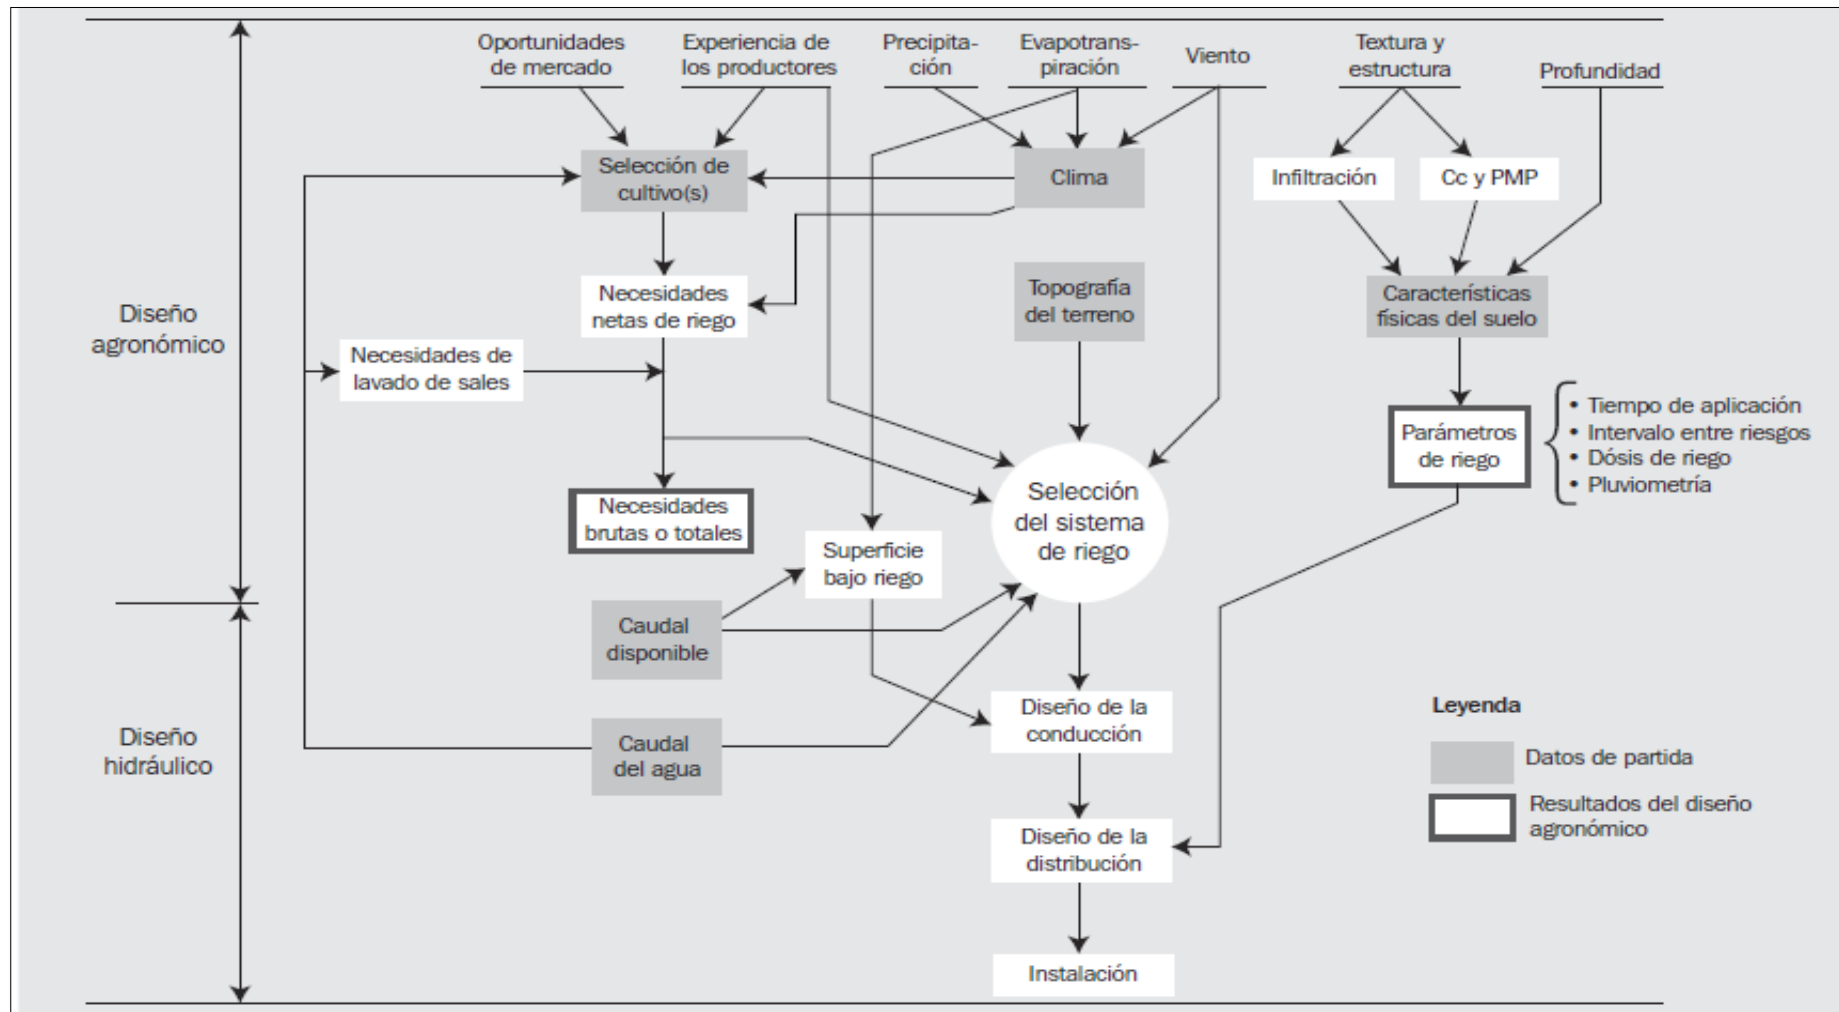 Oportunidades
de mercado
Experiencia de
los productores
Precipita-
ción
Evapotrans-
piración
Viento
Textura y
estructura
Profundidad
Selección de
cultivo(s)
Clima
Infiltración
Cc y PMP
Necesidades
netas de riego
Topografía
del terreno
Características
físicas del suelo
Diseño
agronómico
Necesidades de
lavado de sales
Parámetros
de riego
• Tiempo de aplicación
• Intervalo entre riesgos
• Dósis de riego
• Pluviometría
Necesidades
brutas o totales
Selección
del sistema
de riego
Superficie
bajo riego
Caudal
disponible
Diseño
hidráulico
Caudal
del agua
Diseño de la
conducción
Diseño de la
distribución
Instalación
Leyenda
Datos de partida
Resultados del diseño
agronómico